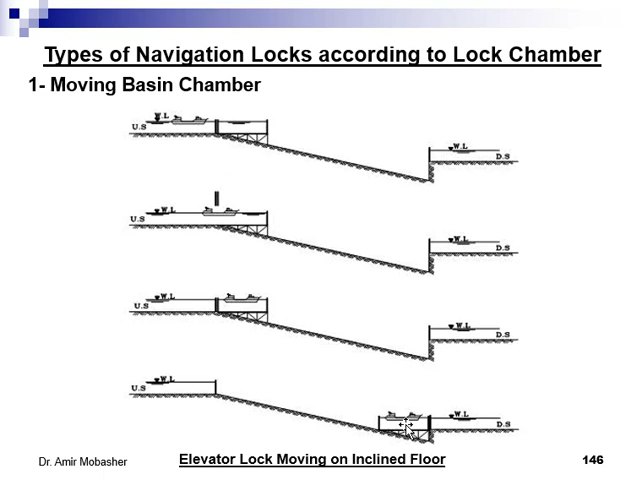 Types of Navigation Locks according to Lock Chamber
1- Moving Basin Chamber
W.L
U.S
W.L
D.S
W.L
U.S
W.L
D.S
W.L
U.S
W.L
D.S
W.L
U.S
W.L
D.S
Dr. Amir Mobasher
Elevator Lock Moving on Inclined Floor
146